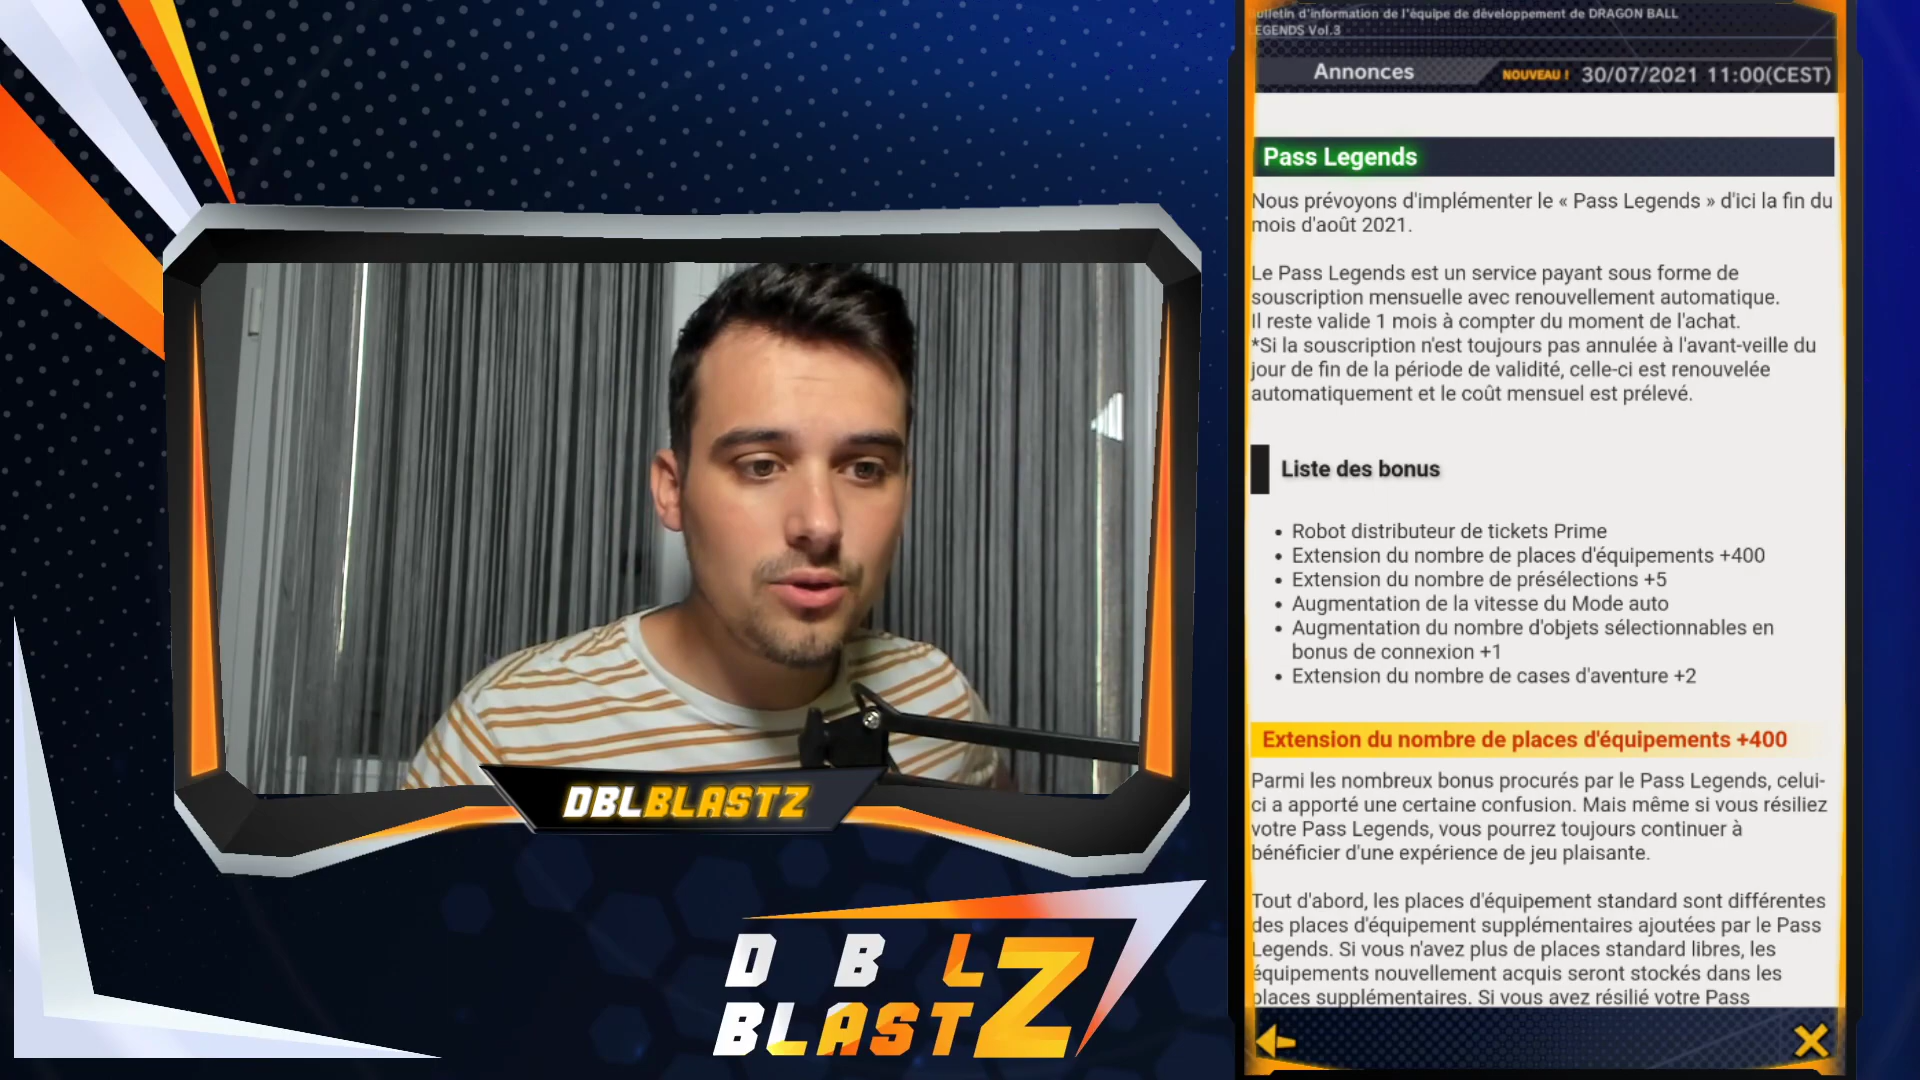 ulletin d'information de l'équipe de développement de DRAGON BALL
LEGENDS Vol.3
Annonces
NOUVEAU !
30/07/2021 11:00(CEST)
Pass Legends
Nous prévoyons d'implémenter le « Pass Legends » d'ici la fin du
mois d'août 2021.
Le Pass Legends est un service payant sous forme de
souscription mensuelle avec renouvellement automatique.
Il reste valide 1 mois à compter du moment de l'achat.
*Si la souscription n'est toujours pas annulée à l'avant-veille du
jour de fin de la période de validité, celle-ci est renouvelée
automatiquement et le coût mensuel est prélevé.
Liste des bonus
• Robot distributeur de tickets Prime
• Extension du nombre de places d'équipements +400
• Extension du nombre de présélections +5
• Augmentation de la vitesse du Mode auto
• Augmentation du nombre d'objets sélectionnables en
bonus de connexion +1
• Extension du nombre de cases d'aventure +2
Extension du nombre de places d'équipements +400
Parmi les nombreux bonus procurés par le Pass Legends, celui-
ci a apporté une certaine confusion. Mais même si vous résiliez
votre Pass Legends, vous pourrez toujours continuer à
bénéficier d'une expérience de jeu plaisante.
Tout d'abord, les places d'équipement standard sont différentes
des places d'équipement supplémentaires ajoutées par le Pass
Legends. Si vous n'avez plus de places standard libres, les
équipements nouvellement acquis seront stockés dans les
places supplémentaires. Si vous avez résilié votre Pass
DBLBLASTZ
DBL
BLASTZ